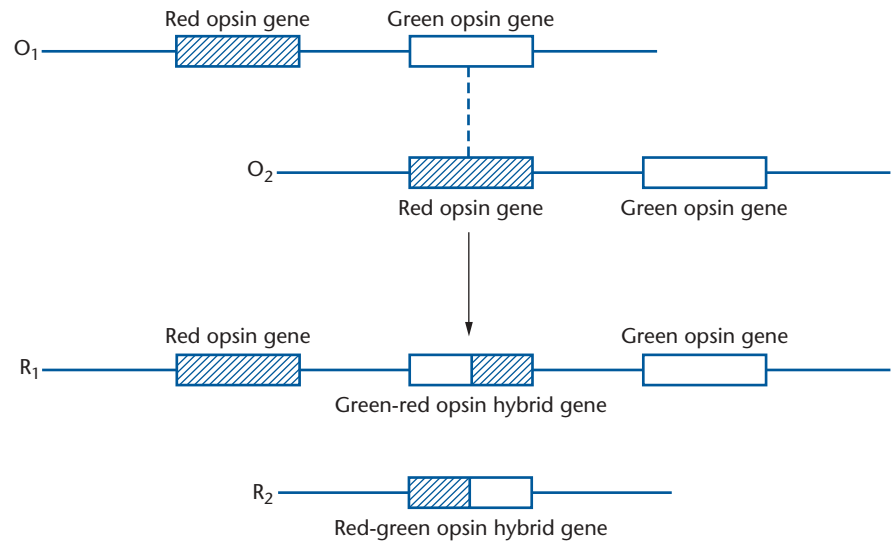 Red opsin gene Green opsin gene
O1
O2
Red opsin gene Green opsin gene
Red opsin gene Green opsin gene
R1
Green-red opsin hybrid gene
R2
Red-green opsin hybrid gene